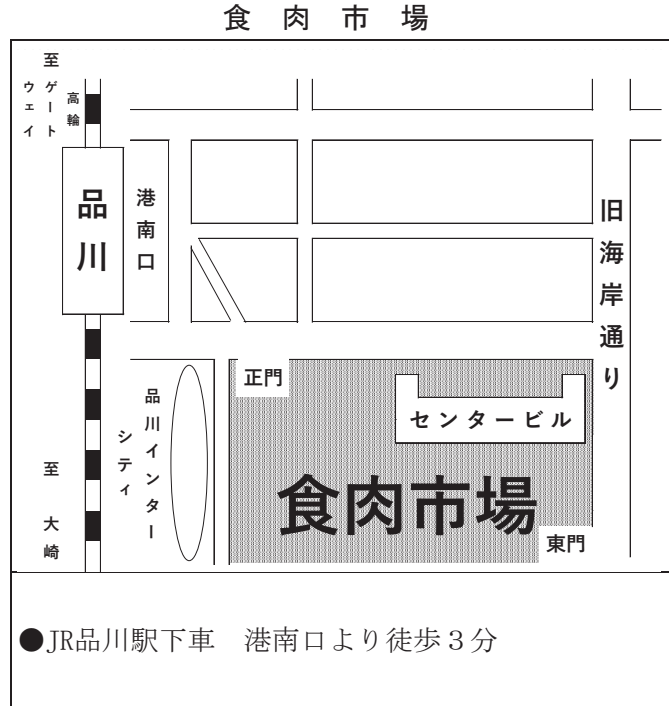 食肉市場
至
高輪
ゲート
ウェイ
品川
港南口
旧海岸通り
正門
センタービル
品川インター
シティ
食肉市場
至 大崎
東門
●JR品川駅下車　港南口より徒歩３分